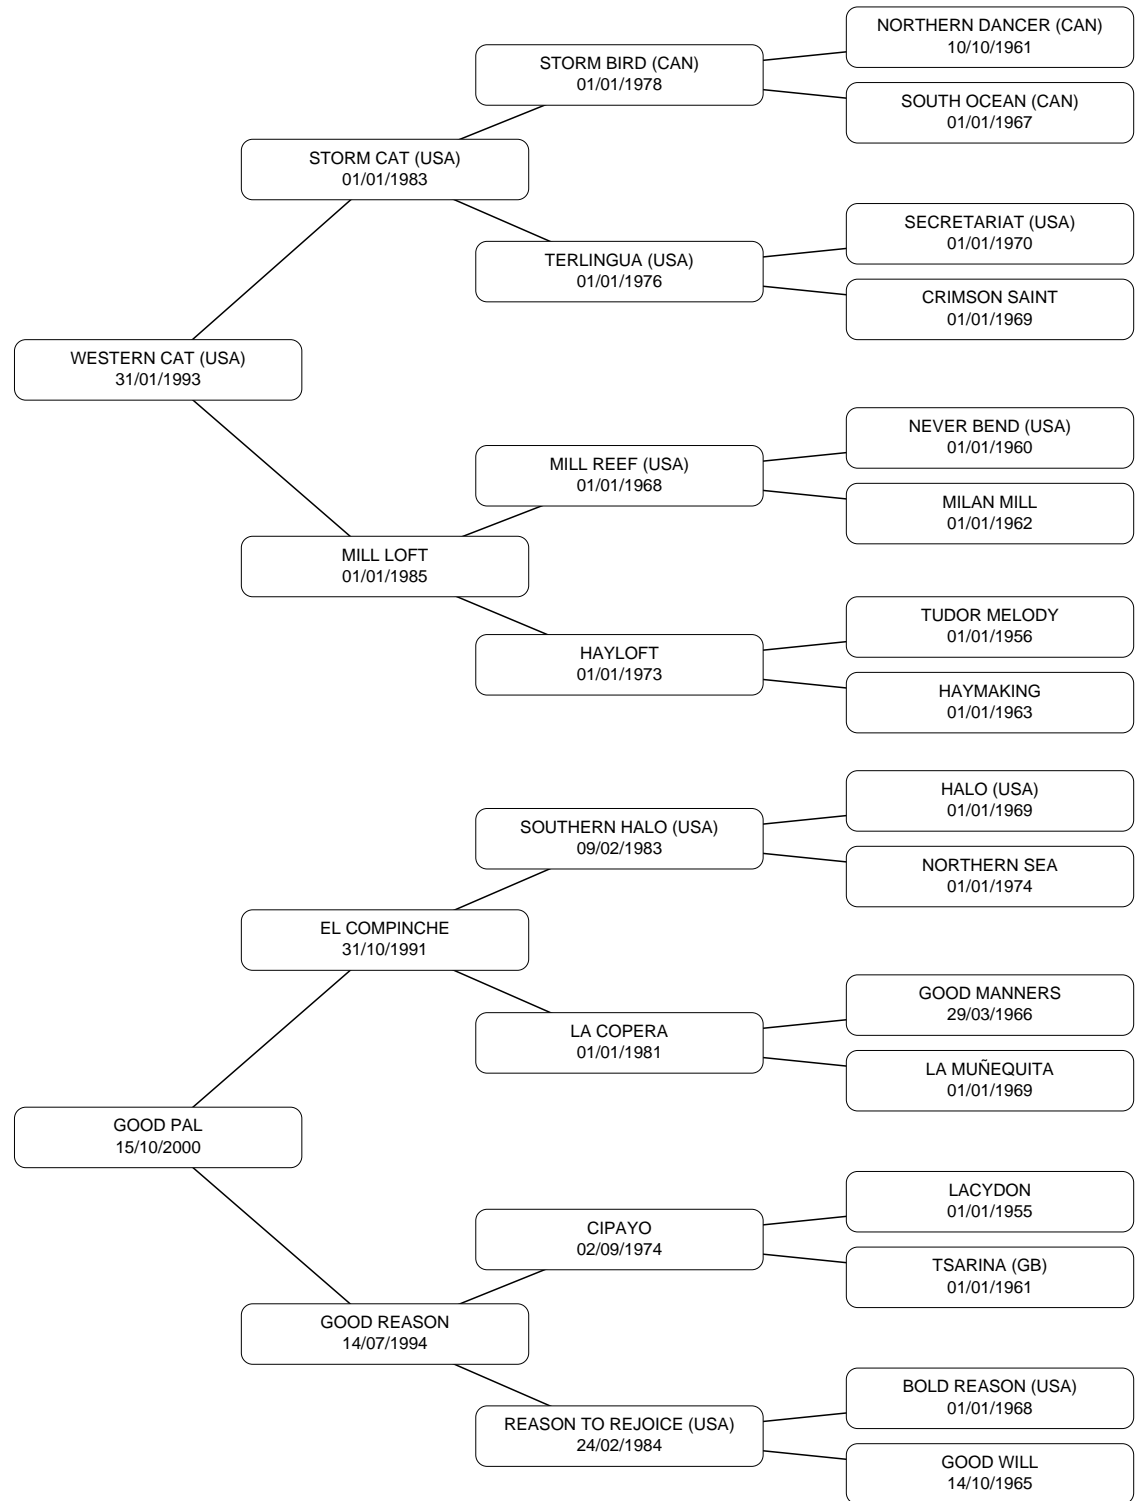 NORTHERN DANCER (CAN)
10/10/1961
STORM BIRD (CAN)
01/01/1978
SOUTH OCEAN (CAN)
01/01/1967
STORM CAT (USA)
01/01/1983
SECRETARIAT (USA)
01/01/1970
TERLINGUA (USA)
01/01/1976
CRIMSON SAINT
01/01/1969
WESTERN CAT (USA)
31/01/1993
NEVER BEND (USA)
01/01/1960
MILL REEF (USA)
01/01/1968
MILAN MILL
01/01/1962
MILL LOFT
01/01/1985
TUDOR MELODY
01/01/1956
HAYLOFT
01/01/1973
HAYMAKING
01/01/1963
HALO (USA)
01/01/1969
SOUTHERN HALO (USA)
09/02/1983
NORTHERN SEA
01/01/1974
EL COMPINCHE
31/10/1991
GOOD MANNERS
29/03/1966
LA COPERA
01/01/1981
LA MUÑEQUITA
01/01/1969
GOOD PAL
15/10/2000
LACYDON
01/01/1955
CIPAYO
02/09/1974
TSARINA (GB)
01/01/1961
GOOD REASON
14/07/1994
BOLD REASON (USA)
01/01/1968
REASON TO REJOICE (USA)
24/02/1984
GOOD WILL
14/10/1965